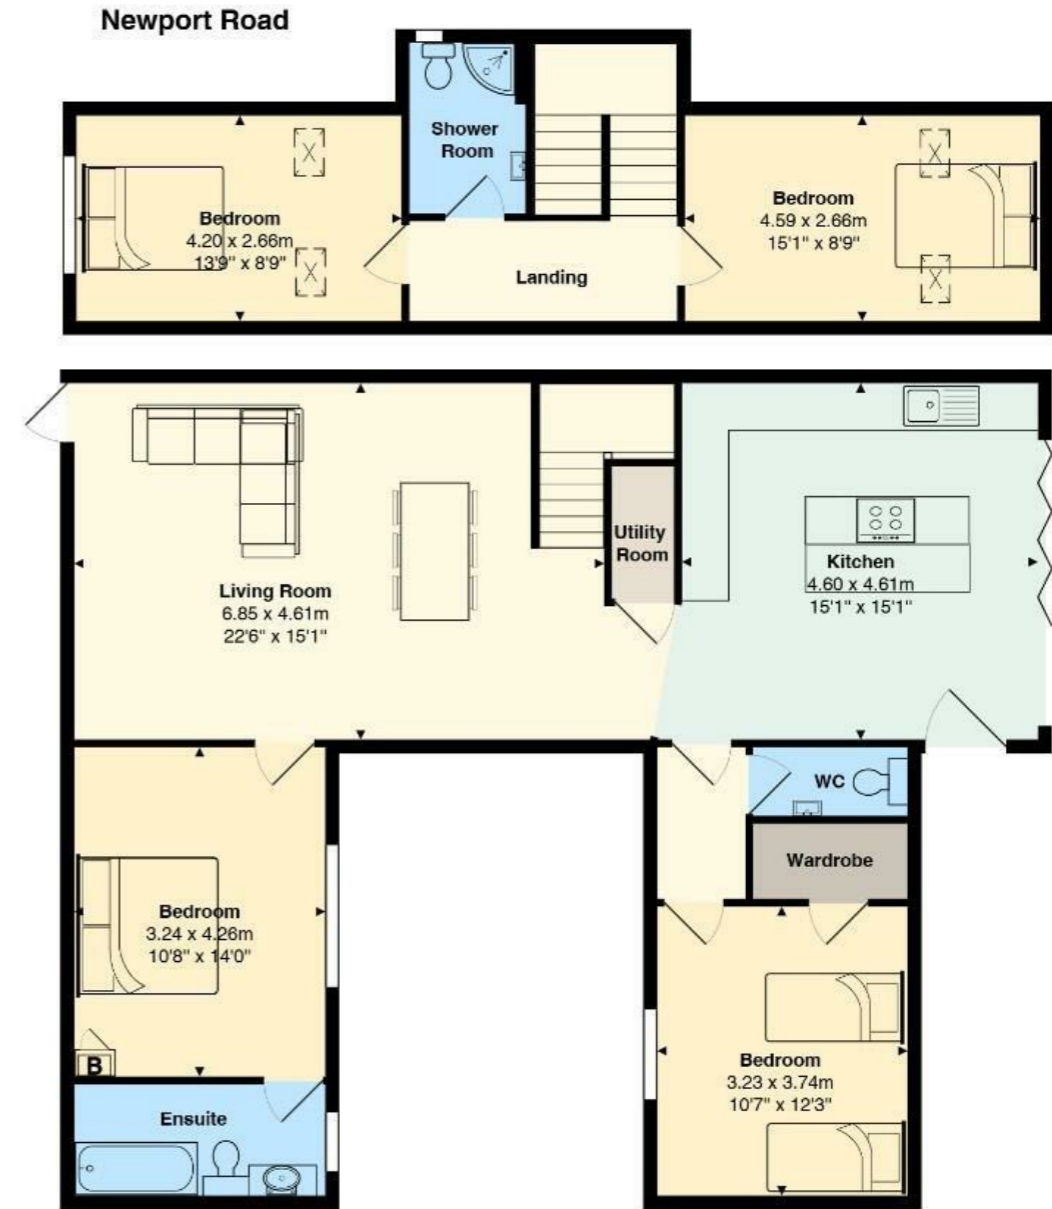 Newport Road
Shower
Room
Bedroom
4.20 x 2.66m
13'9" x 8'9"
Landing
Bedroom
4.59 x 2.66m
15'1" x 8'9"
Living Room
6.85 x 4.61m
22'6" x 15'1"
Utility
Room
Kitchen
4.60 x 4.61m
15'1" x 15'1"
WC
Wardrobe
Bedroom
3.24 x 4.26m
10'8" x 14'0"
B
Ensuite
Bedroom
3.23 x 3.74m
10'7" x 12'3"